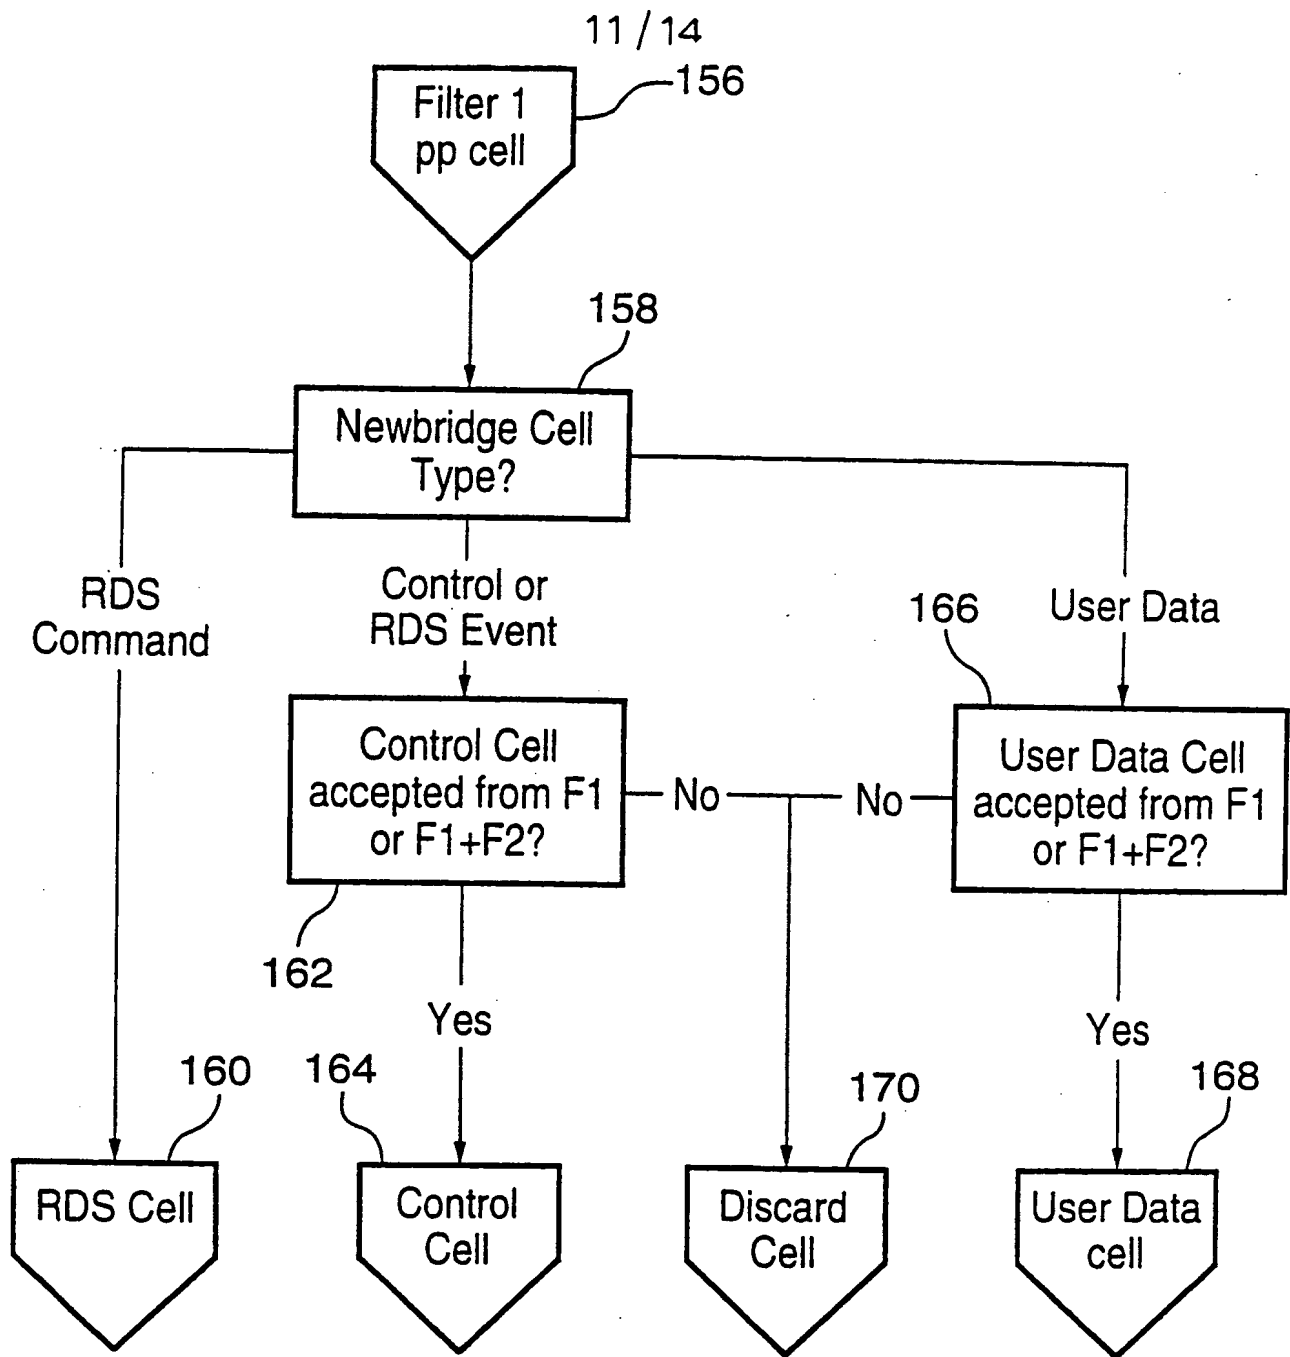 11/14
Filter 1
pp cell
156
158
Newbridge Cell
Type?
RDS
Command
Control or
RDS Event
166
User Data
Control Cell
accepted from F1
or F1+F2?
No
No
User Data Cell
accepted from F1
or F1+F2?
162
Yes
Yes
160
164
170
168
RDS Cell
Control
Cell
Discard
Cell
User Data
cell